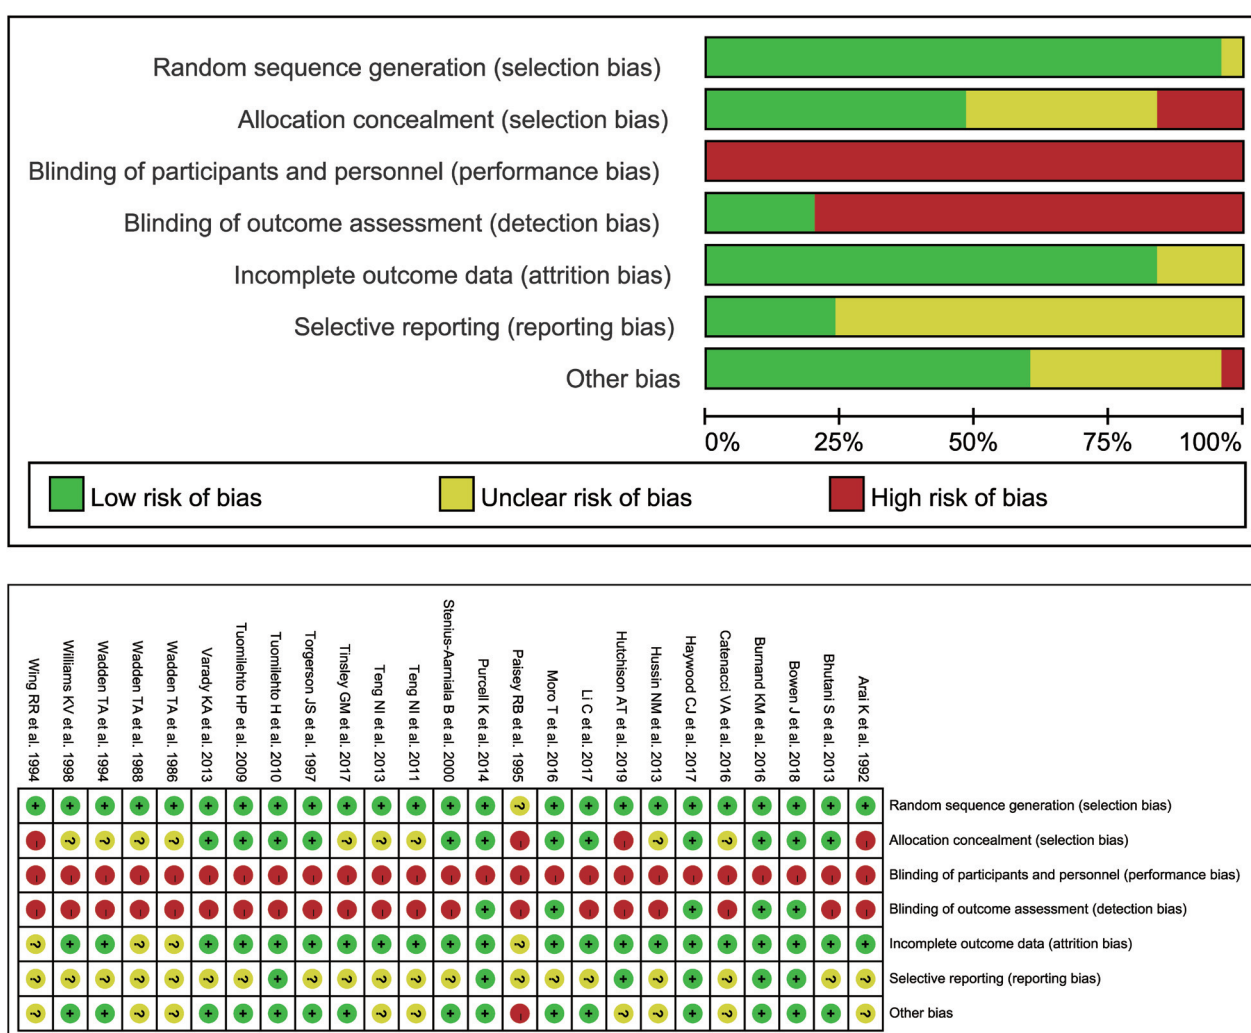 Random sequence generation (selection bias)
Allocation concealment (selection bias)
Blinding of participants and personnel (performance bias)
Blinding of outcome assessment (detection bias)
Incomplete outcome data (attrition bias)
Selective reporting (reporting bias)
Other bias
0% 25% 50% 75% 100%
Low risk of bias Unclear risk of bias High risk of bias
Wing RR et al. 1994
Williams KV et al. 1998
Wadden TA et al. 1994
Wadden TA et al. 1988
Wadden TA et al. 1986
Varady KA et al. 2013
Tuomilehto HP et al. 2009
Tuomilehto H et al. 2010
Torgerson JS et al. 1997
Tinsley GM et al. 2017
Teng NI et al. 2013
Teng NI et al. 2011
Stenius-Aarniala B et al. 2000
Purcell K et al. 2014
Paisey RB et al. 1995
Moro T et al. 2016
Li C et al. 2017
Hutchison AT et al. 2019
Hussin NM et al. 2013
Haywood CJ et al. 2017
Catenacci VA et al. 2016
Burnand KM et al. 2016
Bowen J et al. 2018
Bhutani S et al. 2013
Arai K et al. 1992
+ + + + + + + + + + + + + + ? + + + + + + + + + + Random sequence generation (selection bias)
– ? ? ? ? + + + + ? ? ? + + – + + – ? + ? + + + – Allocation concealment (selection bias)
– – – – – – – – – – – – – – – – – – – – – – – – – Blinding of participants and personnel (performance bias)
– – – – – – – – – – – – – + – + – – – + – + + – – Blinding of outcome assessment (detection bias)
? + + ? ? + + + + + + + + + ? + + + + + + + + + + Incomplete outcome data (attrition bias)
? ? ? ? ? ? ? + ? ? ? ? ? + ? ? ? + ? + ? + + ? ? Selective reporting (reporting bias)
? + + ? ? + + + + + ? ? + + – + + ? ? + ? + + + ? Other bias